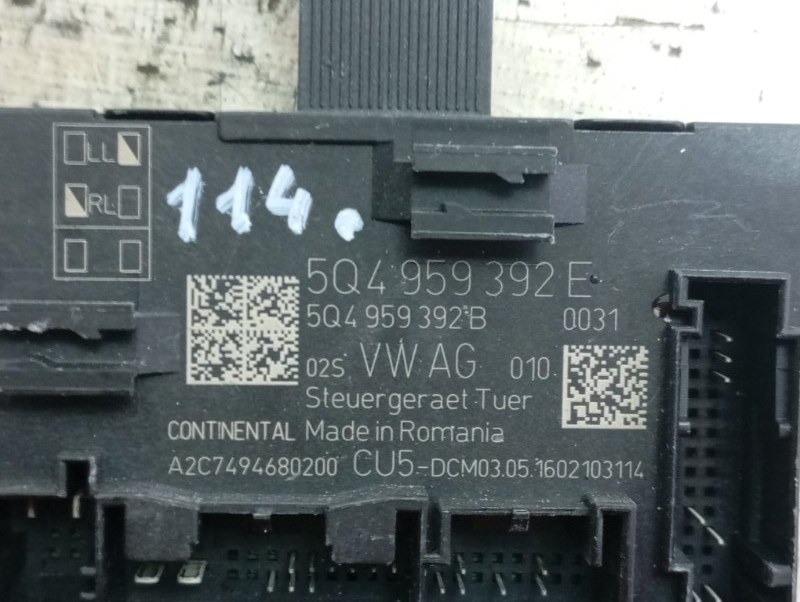 LL
RL
114.
5Q4 959 392 E
5Q4 959 392 B 0031
02S VW AG 010
Steuergeraet Tuer
CONTINENTAL Made in Romania
A2C7494680200 CU5-DCM03.05.1602103114